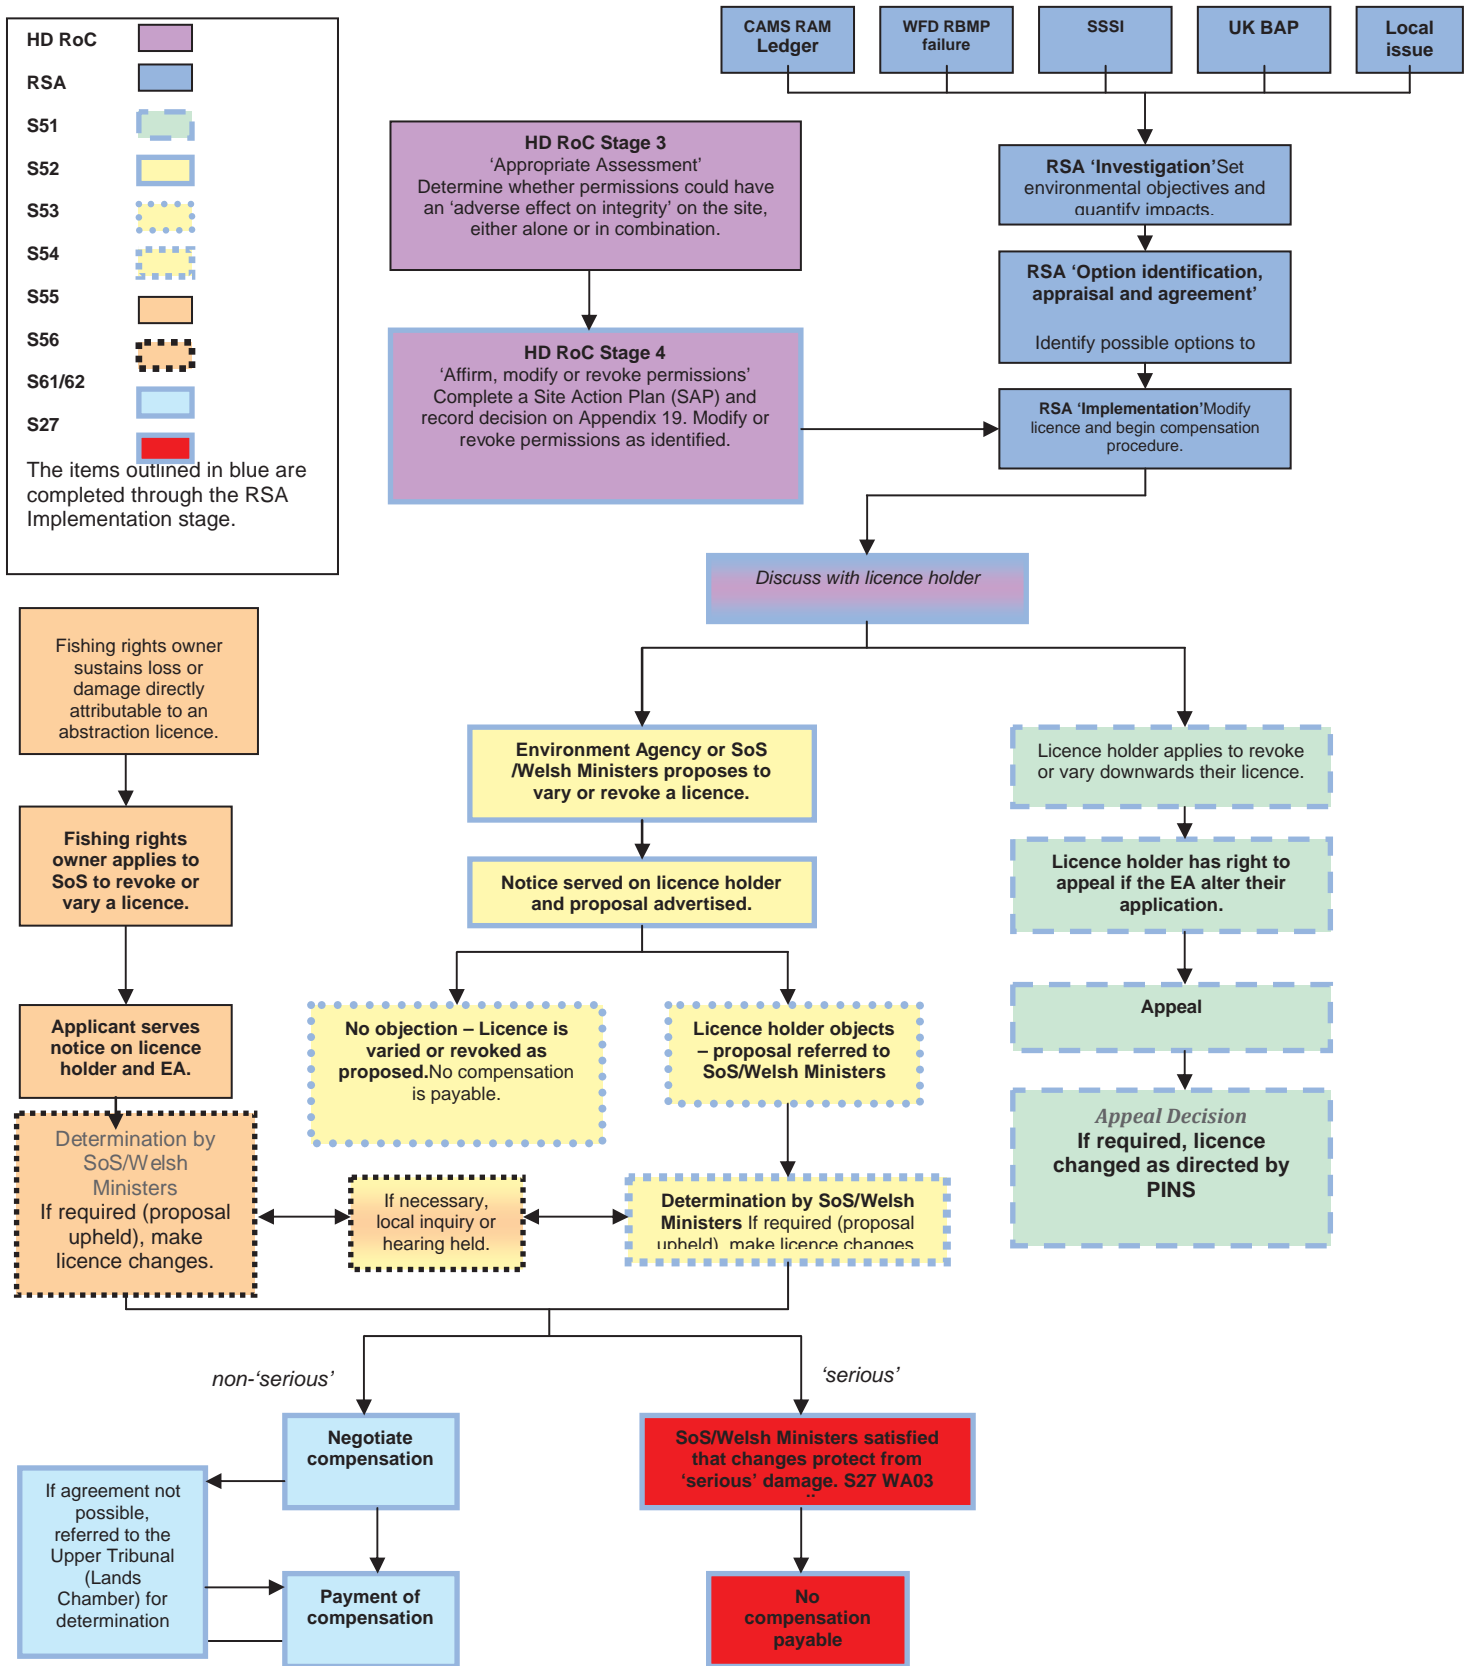 HD RoC
RSA
S51
S52
S53
S54
S55
S56
S61/62
S27
The items outlined in blue are
completed through the RSA
Implementation stage.
CAMS RAM
Ledger
WFD RBMP
failure
SSSI
UK BAP
Local
issue
HD RoC Stage 3
'Appropriate Assessment'
Determine whether permissions could have
an 'adverse effect on integrity' on the site,
either alone or in combination.
RSA 'Investigation'Set
environmental objectives and
quantify impacts.
RSA 'Option identification,
appraisal and agreement'
Identify possible options to
HD RoC Stage 4
'Affirm, modify or revoke permissions'
Complete a Site Action Plan (SAP) and
record decision on Appendix 19. Modify or
revoke permissions as identified.
RSA 'Implementation'Modify
licence and begin compensation
procedure.
Discuss with licence holder
Fishing rights owner
sustains loss or
damage directly
attributable to an
abstraction licence.
Fishing rights
owner applies to
SoS to revoke or
vary a licence.
Applicant serves
notice on licence
holder and EA.
Determination by
SoS/Welsh
Ministers
If required (proposal
upheld), make
licence changes.
Environment Agency or SoS
/Welsh Ministers proposes to
vary or revoke a licence.
Notice served on licence holder
and proposal advertised.
No objection – Licence is
varied or revoked as
proposed.No compensation
is payable.
Licence holder objects
– proposal referred to
SoS/Welsh Ministers
If necessary,
local inquiry or
hearing held.
Determination by SoS/Welsh
Ministers If required (proposal
upheld), make licence changes
Licence holder applies to revoke
or vary downwards their licence.
Licence holder has right to
appeal if the EA alter their
application.
Appeal
Appeal Decision
If required, licence
changed as directed by
PINS
non-'serious'
'serious'
Negotiate
compensation
If agreement not
possible,
referred to the
Upper Tribunal
(Lands
Chamber) for
determination
Payment of
compensation
SoS/Welsh Ministers satisfied
that changes protect from
'serious' damage. S27 WA03
No
compensation
payable